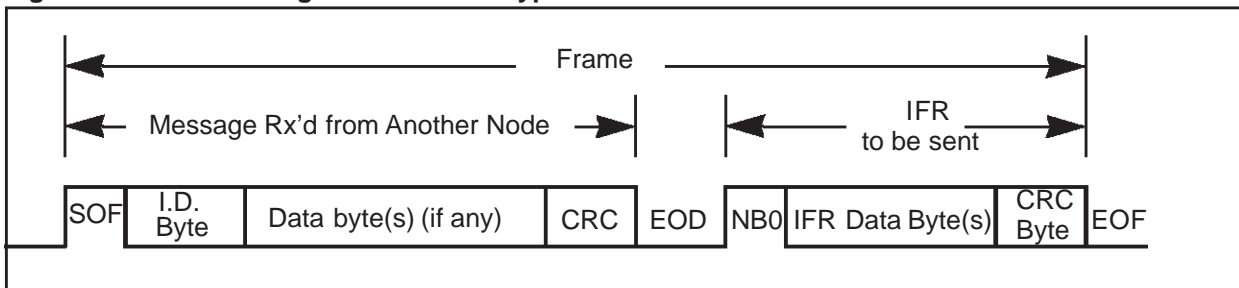 Frame
Message Rx'd from Another Node
IFR
to be sent
SOF
I.D.
Byte
Data byte(s) (if any)
CRC
EOD
NB0
IFR Data Byte(s)
CRC
Byte
EOF